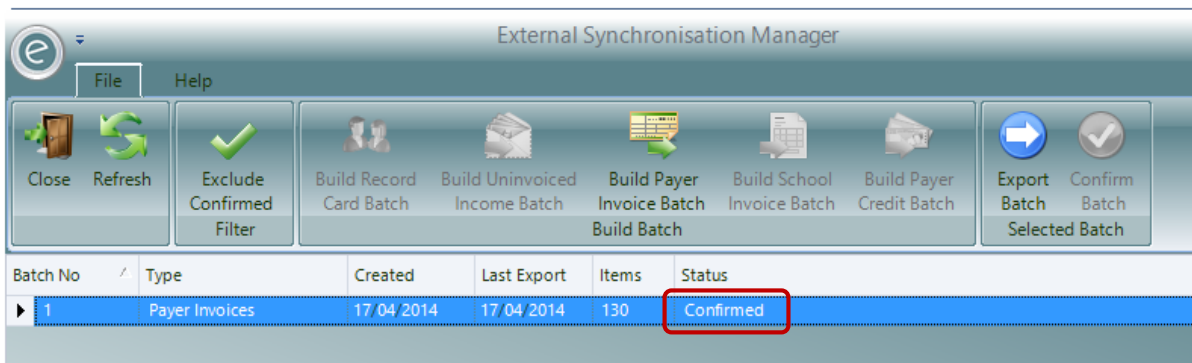 External Synchronisation Manager
e
File Help
Close Refresh Exclude Build Record Build Uninvoiced Build Payer Build School Build Payer Export Confirm
Confirmed Card Batch Income Batch Invoice Batch Invoice Batch Credit Batch Batch Batch
Filter Build Batch Selected Batch
Batch No Type Created Last Export Items Status
1 Payer Invoices 17/04/2014 17/04/2014 130 Confirmed